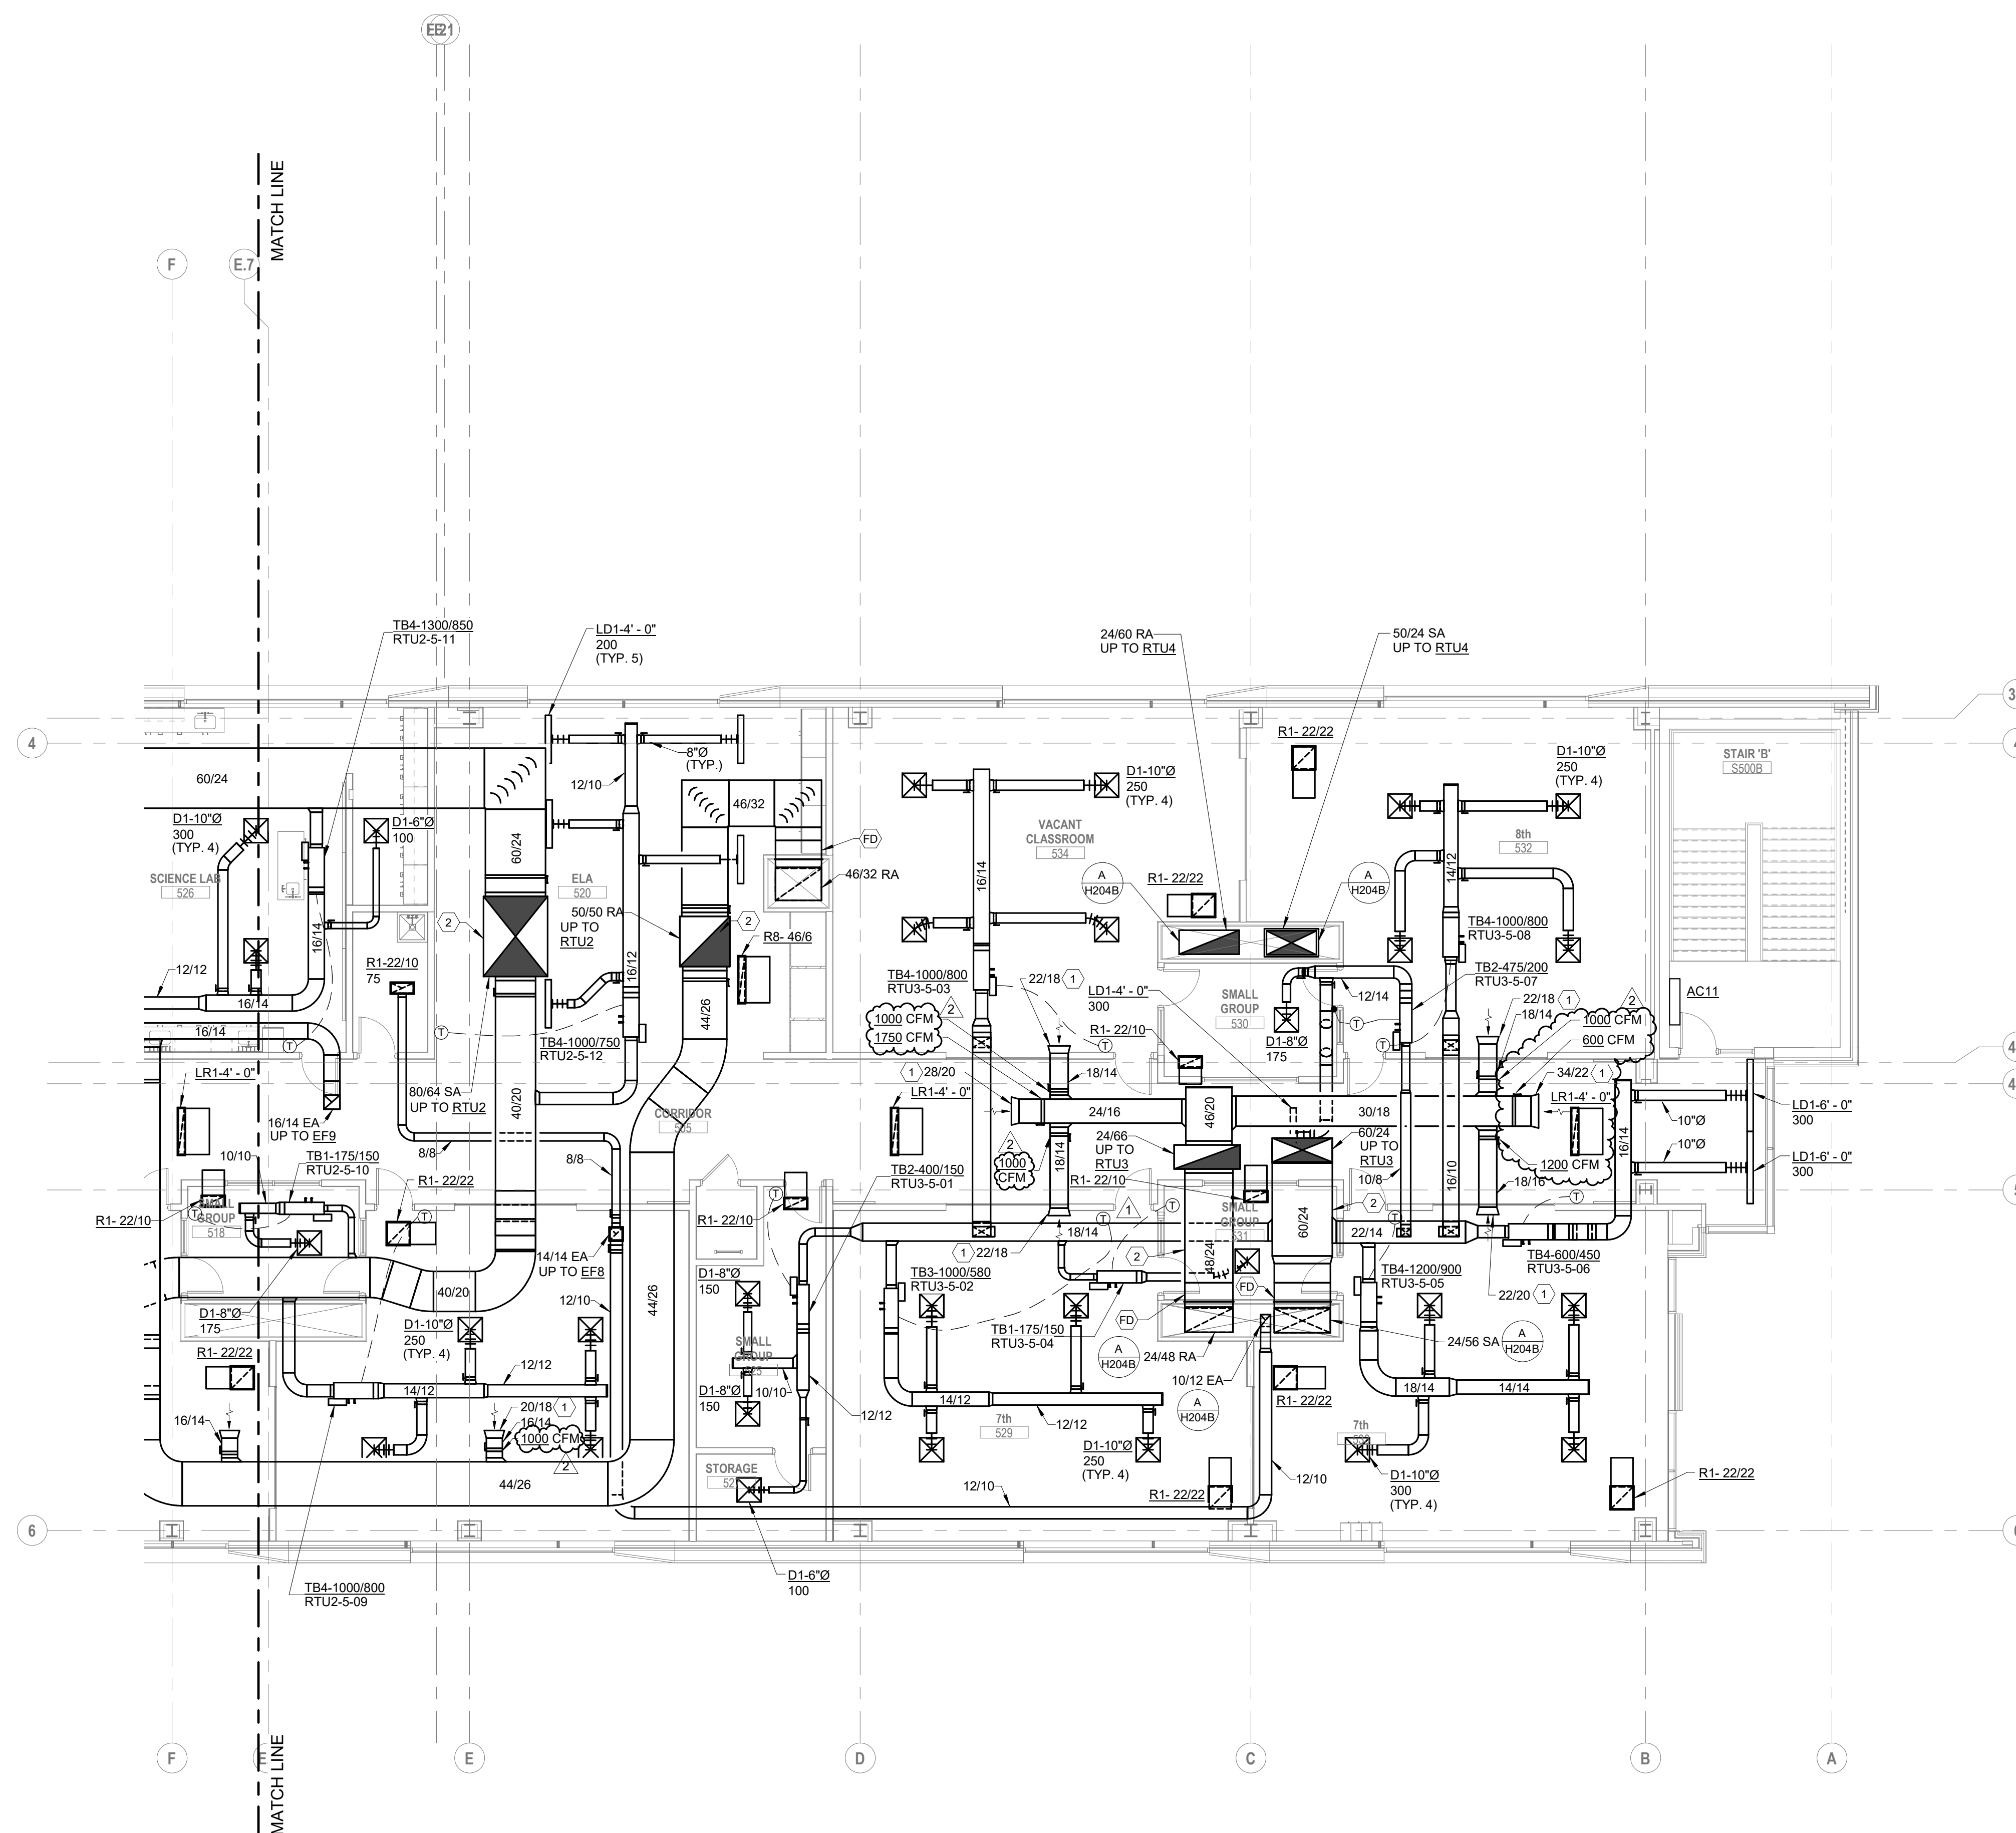 E
E21
MATCH LINE
F
E.7
TB4-1300/850
RTU2-5-11
LD1-4' - 0"
200
(TYP. 5)
24/60 RA
UP TO RTU4
50/24 SA
UP TO RTU4
4
60/24
8"Ø
(TYP.)
12/10
R1- 22/22
STAIR 'B'
S500B
D1-10"Ø
300
(TYP. 4)
D1-6"Ø
100
46/32
FD
D1-10"Ø
250
(TYP. 4)
D1-10"Ø
250
(TYP. 4)
60/24
VACANT
CLASSROOM
534
8th
532
SCIENCE LAB
526
ELA
520
46/32 RA
16/14
A
H204B
R1- 22/22
A
H204B
14/12
2
50/50 RA
UP TO
RTU2
2
R8- 46/6
16/14
TB4-1000/800
RTU3-5-08
12/12
R1-22/10
75
16/12
TB4-1000/800
RTU3-5-03
22/18
1
LD1-4' - 0"
300
SMALL
GROUP
530
12/14
TB2-475/200
RTU3-5-07
AC11
16/14
16/14
44/26
1000 CFM
2
1750 CFM
22/18
1
18/14
2
1000 CFM
600 CFM
T
T
TB4-1000/750
RTU2-5-12
R1- 22/10
T
D1-8"Ø
175
T
T
LR1-4' - 0"
80/64 SA
UP TO RTU2
40/20
1
28/20
18/14
34/22
1
LR1-4' - 0"
LR1-4' - 0"
16/14 EA
UP TO EF9
CORRIDOR
24/16
46/20
30/18
16/14
10"Ø
LD1-6' - 0"
300
10/10
TB1-175/150
RTU2-5-10
8/8
8/8
2
1000
CFM
18/14
24/66
UP TO
RTU3
60/24
UP TO
RTU3
1200 CFM
10"Ø
LD1-6' - 0"
300
R1- 22/22
TB2-400/150
RTU3-5-01
R1- 22/10
10/8
16/10
18/16
R1- 22/10
T
SMALL
GROUP
518
T
R1- 22/10
T
T
1
T
SMALL
GROUP
531
2
T
T
18/14
60/24
22/14
14/14 EA
UP TO EF8
1
22/18
2
48/24
TB4-600/450
RTU3-5-06
D1-8"Ø
175
40/20
12/10
44/26
D1-8"Ø
150
TB3-1000/580
RTU3-5-02
FD
FD
TB4-1200/900
RTU3-5-05
22/20
1
D1-10"Ø
250
(TYP. 4)
TB1-175/150
RTU3-5-04
A
H204B
24/48 RA
24/56 SA
A
H204B
R1- 22/22
12/12
SMALL
GROUP
D1-8"Ø
150
10/10
10/12 EA
14/12
14/12
18/14
14/14
16/14
20/18
1
16/14
1000 CFM
2
12/12
12/12
7th
529
A
H204B
R1- 22/22
7th
D1-10"Ø
250
(TYP. 4)
STORAGE
44/26
12/10
R1- 22/22
12/10
D1-10"Ø
300
(TYP. 4)
R1- 22/22
6
TB4-1000/800
RTU2-5-09
D1-6"Ø
100
MATCH LINE
F
E
E
D
C
B
A